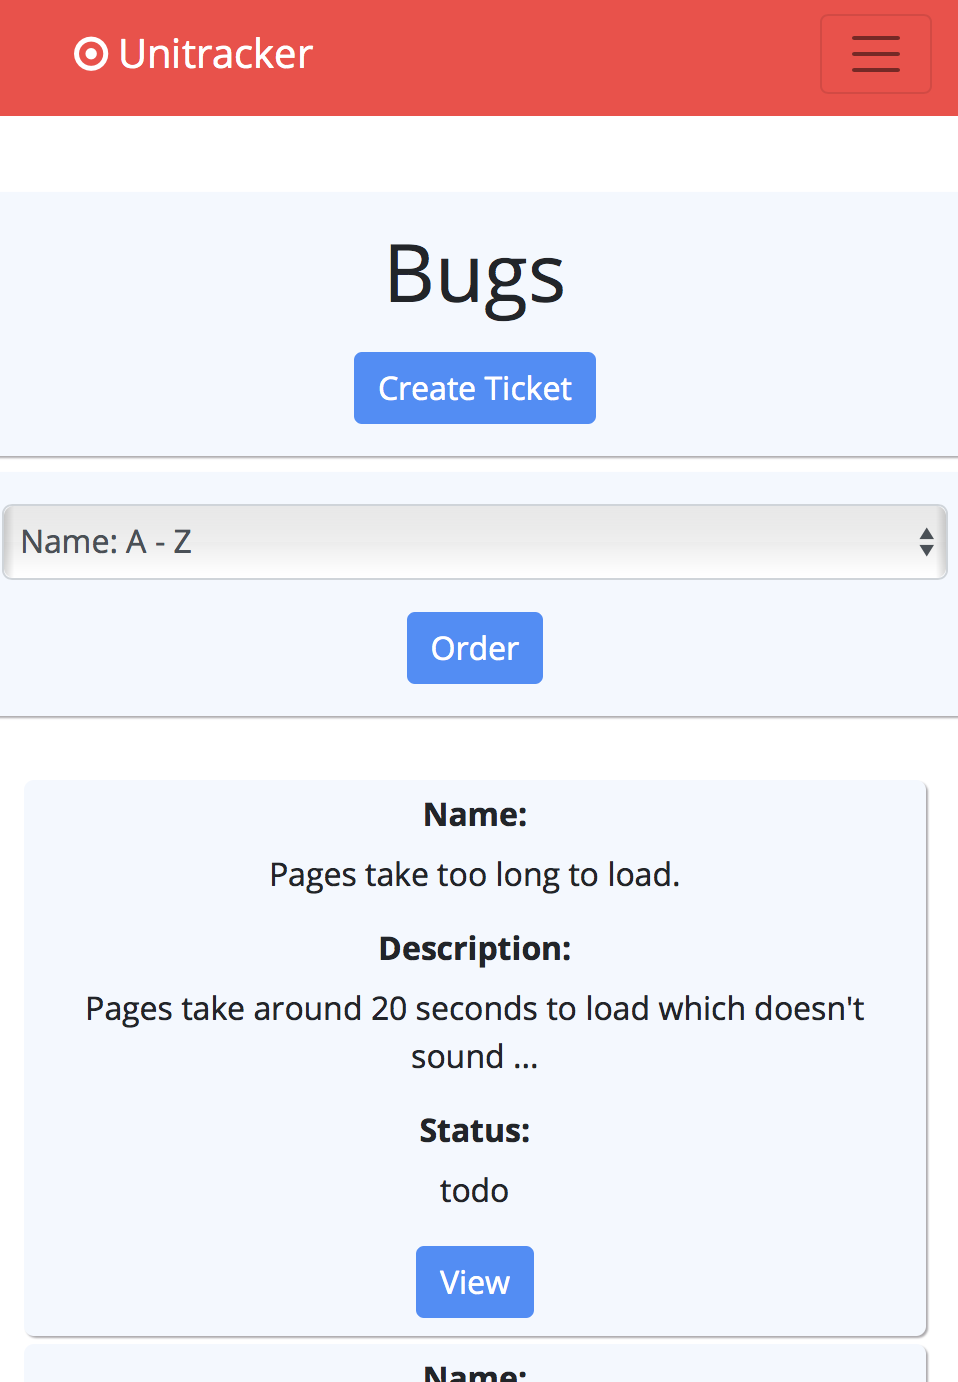 Unitracker
Bugs
Create Ticket
Name: A - Z
Order
Name:
Pages take too long to load.
Description:
Pages take around 20 seconds to load which doesn't
sound ...
Status:
todo
View
Name: